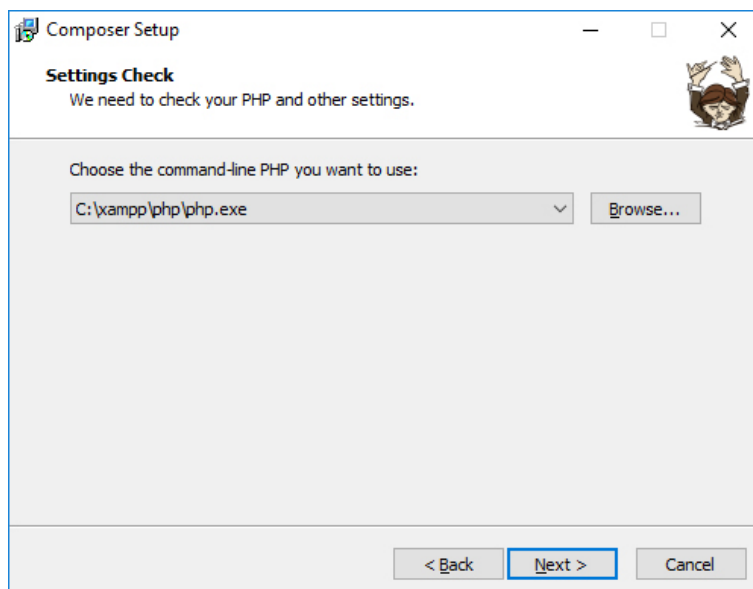 Composer Setup
Settings Check
We need to check your PHP and other settings.
Choose the command-line PHP you want to use:
C:\xampp\php\php.exe
Browse...
< Back
Next >
Cancel